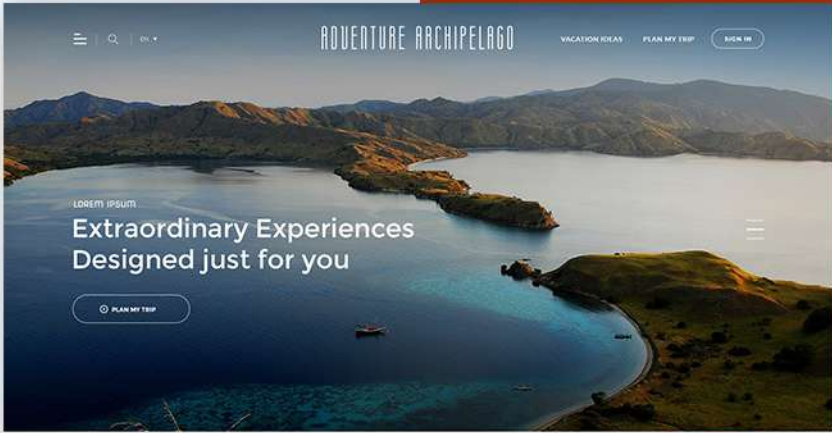 EN
ADVENTURE ARCHIPELAGO
VACATION IDEAS
PLAN MY TRIP
SIGN IN
LOREM IPSUM
Extraordinary Experiences
Designed just for you
PLAN MY TRIP